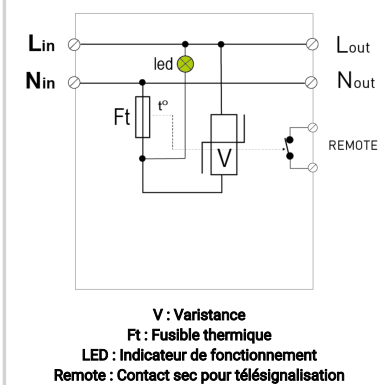 Lin Lout
led
Nin Nout
Ft t° V REMOTE
V : Varistance
Ft : Fusible thermique
LED : Indicateur de fonctionnement
Remote : Contact sec pour télésignalisation